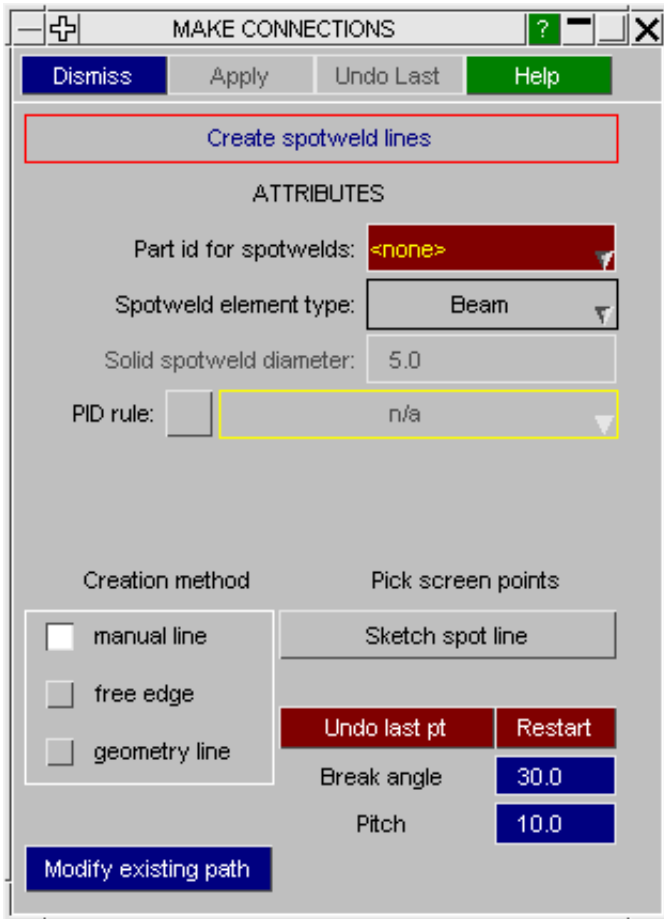 MAKE CONNECTIONS ?
Dismiss Apply Undo Last Help
Create spotweld lines
ATTRIBUTES
Part id for spotwelds: <none>
Spotweld element type: Beam
Solid spotweld diameter: 5.0
PID rule: n/a
Creation method Pick screen points
manual line Sketch spot line
free edge
Undo last pt Restart
geometry line
Break angle 30.0
Pitch 10.0
Modify existing path